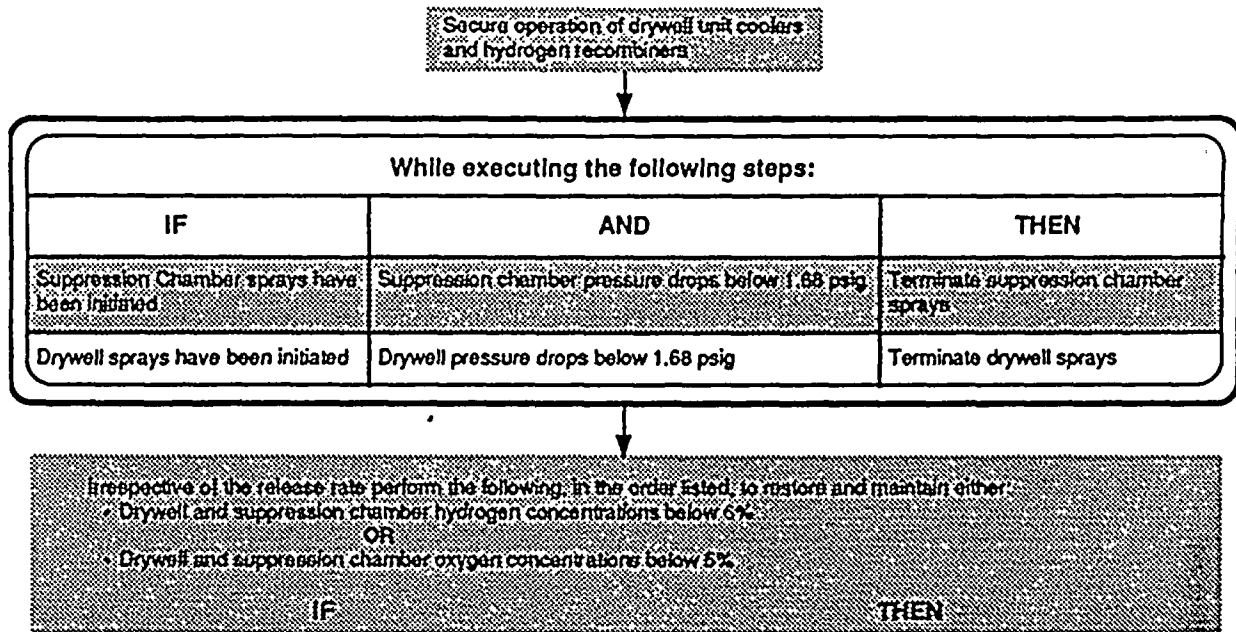 Secure operation of drywell unit coolers
and hydrogen recombiners
While executing the following steps:
IF
AND
THEN
Suppression Chamber sprays have
been initiated
Suppression chamber pressure drops below 1.68 psig
Terminate suppression chamber
sprays
Drywell sprays have been initiated
Drywell pressure drops below 1.68 psig
Terminate drywell sprays
Irrespective of the release rate perform the following, in the order listed, to restore and maintain either:
• Drywell and suppression chamber hydrogen concentrations below 6%
OR
• Drywell and suppression chamber oxygen concentrations below 5%
IF
THEN